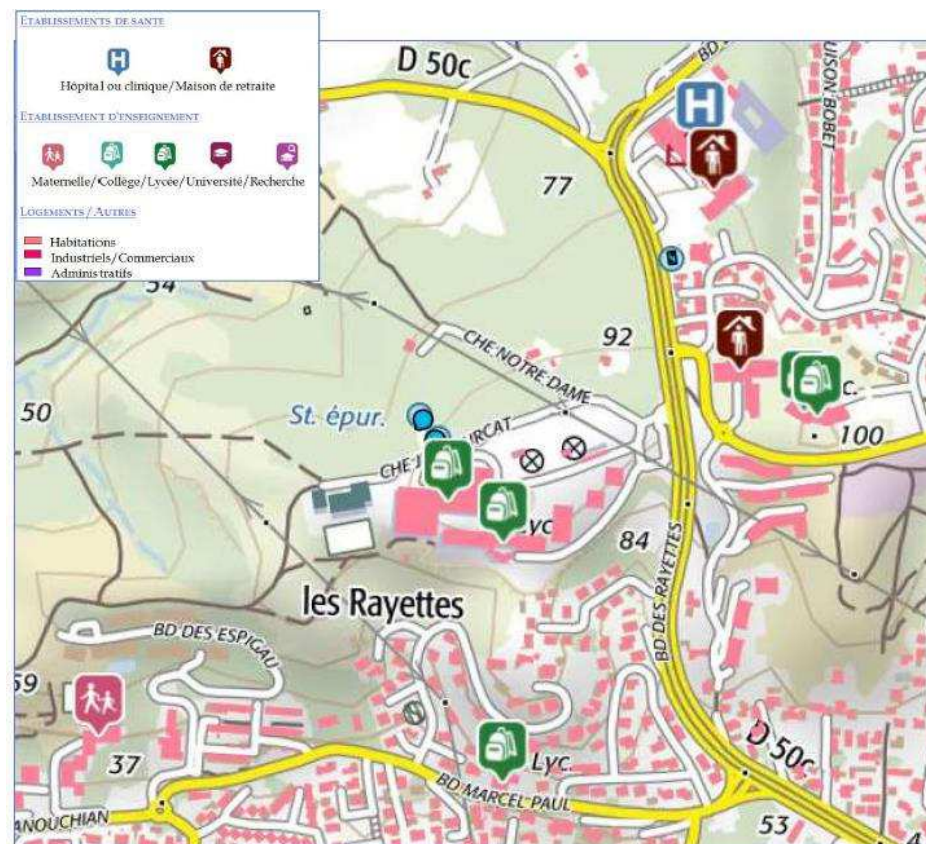 ETABLISSEMENTS DE SANTE
H
Hôpital ou clinique/Maison de retraite
ETABLISSEMENT D'ENSEIGNEMENT
Maternelle/Collège/Lycée/Université/Recherche
LOGEMENTS/AUTRES
Habitations
Industriels/Commerciaux
Administratifs
D 50c
H
77
54
92
CHE NOTRE DAME
50
St. épur.
C.
100
84
BD DES RAYETTES
Lyc
les Rayettes
BD DES ESPIGAU
59
37
Lyc.
D 50c
BD MARCEL PAUL
ANOUCHIAN
53
4